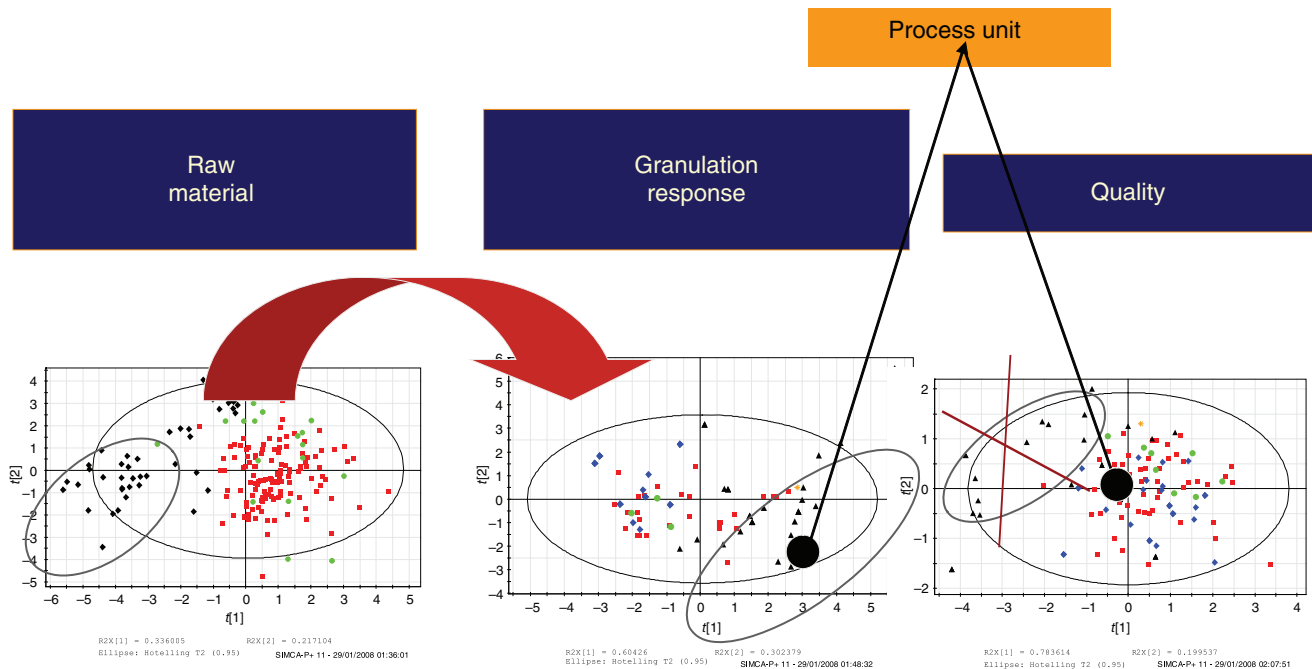 Process unit
Raw
material
Granulation
response
Quality
4
3
2
1
0
−1
−2
−3
−4
−5
t[2]
−6 −5 −4 −3 −2 −1 0 1 2 3 4 5
t[1]
R2X[1] = 0.336005 R2X[2] = 0.217104
Ellipse: Hotelling T2 (0.95) SIMCA-P+ 11 - 29/01/2008 01:36:01
6
5
4
3
2
1
0
−1
−2
−3
−4
t[2]
−5 −4 −3 −2 −1 0 1 2 3 4 5
t[1]
R2X[1] = 0.60426 R2X[2] = 0.302379
Ellipse: Hotelling T2 (0.95) SIMCA-P+ 11 - 29/01/2008 01:48:32
2
1
0
−1
−2
t[2]
−4 −3 −2 −1 0 1 2 3 4
t[1]
R2X[1] = 0.783614 R2X[2] = 0.199537
Ellipse: Hotelling T2 (0.95) SIMCA-P+ 11 - 29/01/2008 02:07:51